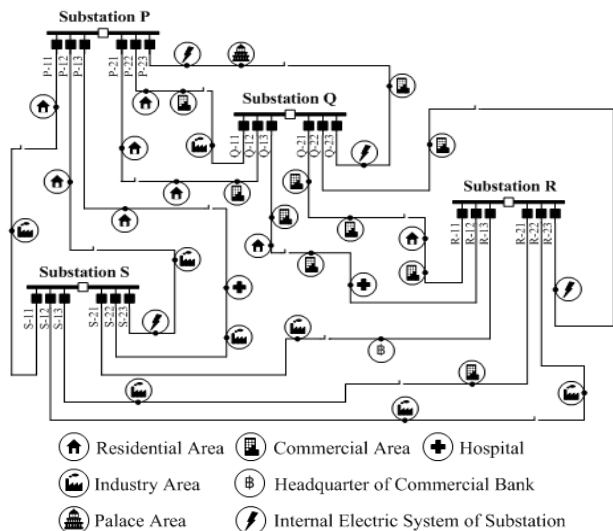 Substation P
P-11
P-12
P-13
P-21
P-22
P-23
Substation Q
Q-11
Q-12
Q-13
Q-21
Q-22
Q-23
Substation R
R-11
R-12
R-13
R-21
R-22
R-23
Substation S
S-11
S-12
S-13
S-21
S-22
S-23
฿
Residential Area
Commercial Area
Hospital
Industry Area
฿ Headquarter of Commercial Bank
Palace Area
Internal Electric System of Substation